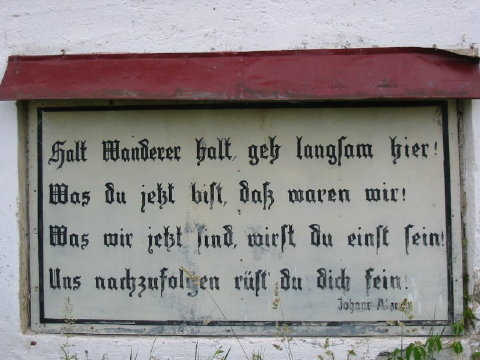 Halt Wanderer halt, geh langsam hier!
Was du jetzt bist, daß waren wir!
Was wir jetzt sind, wirst du einst sein!
Uns nachzufolgen rüst du dich fein!
Johann